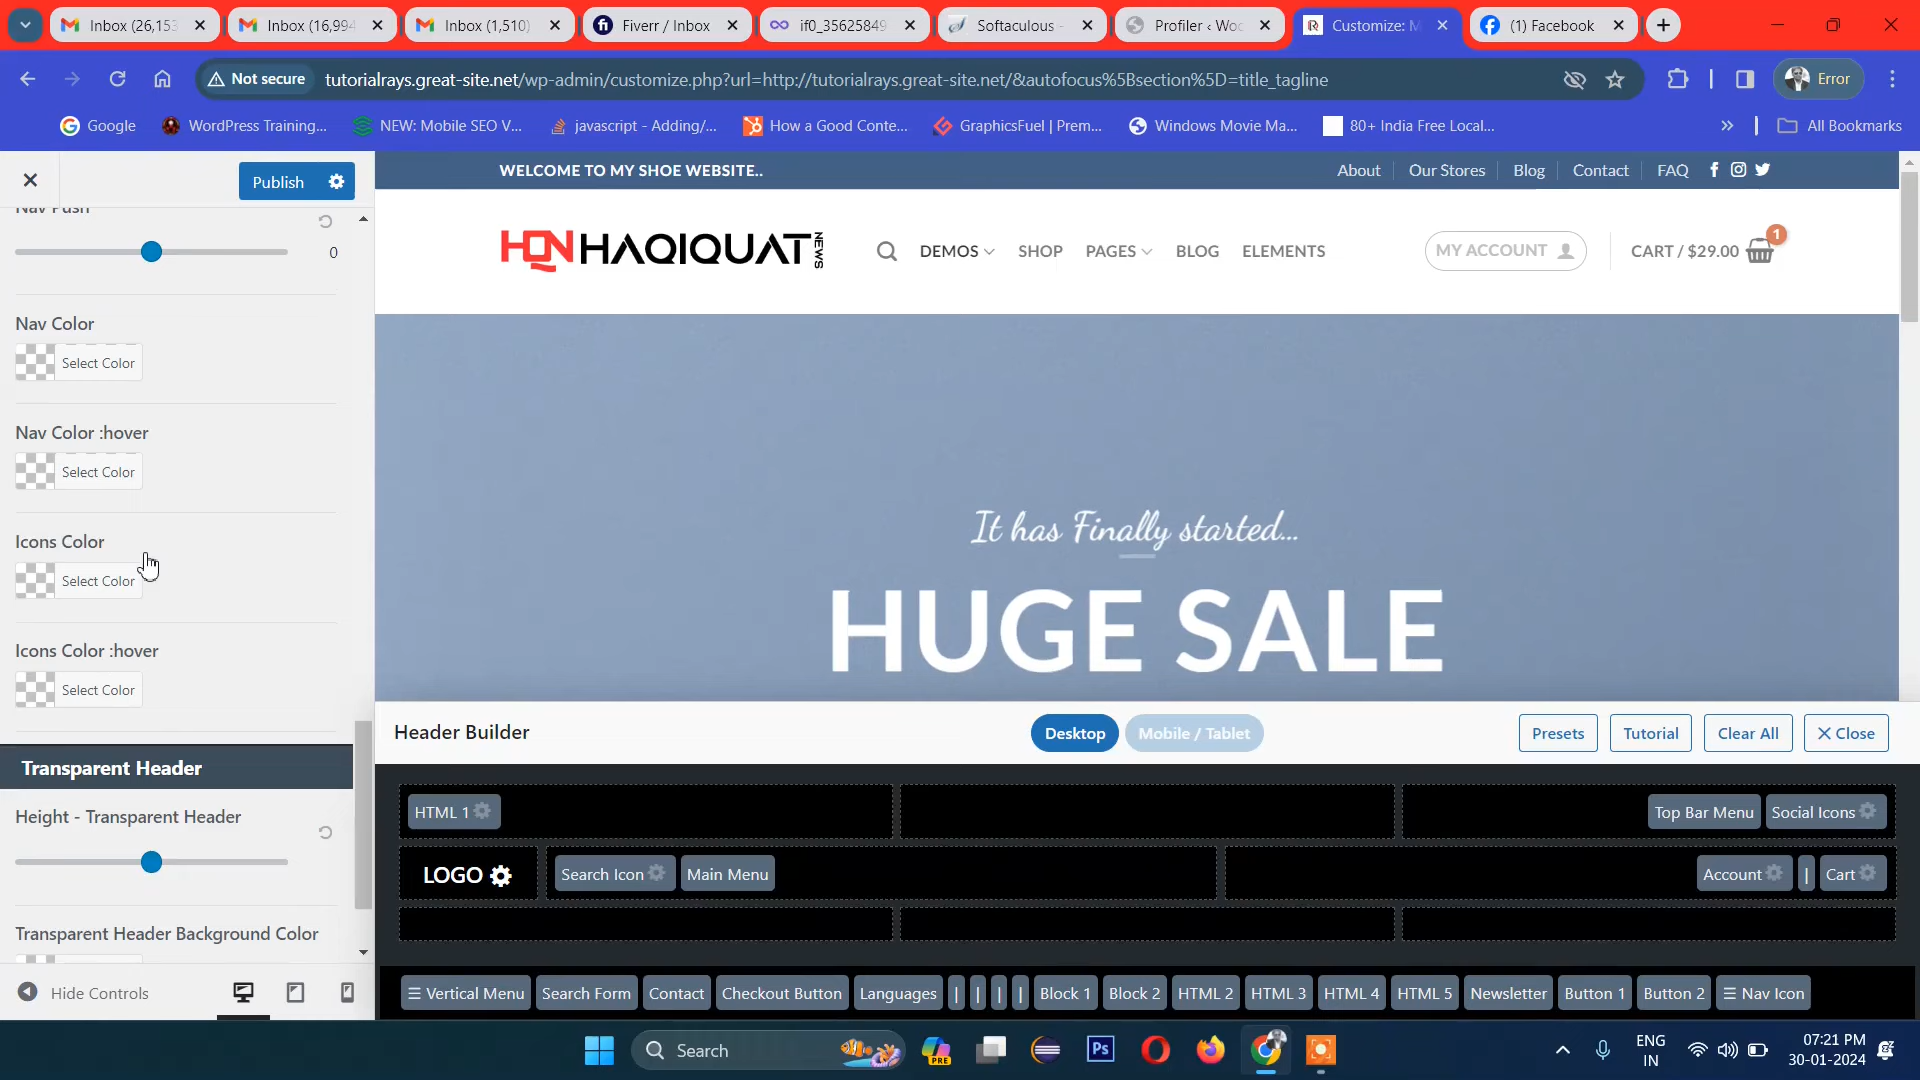 Inbox (26,153
Inbox (16,994
Inbox (1,510)
Fiverr / Inbox
if0_35625849
Softaculous -
Profiler ‹ Woo
Customize: M
(1) Facebook
Not secure
tutorialrays.great-site.net/wp-admin/customize.php?url=http://tutorialrays.great-site.net/&autofocus%5Bsection%5D=title_tagline
Error
Google
WordPress Training...
NEW: Mobile SEO V...
javascript - Adding/...
How a Good Conte...
GraphicsFuel | Prem...
Windows Movie Ma...
80+ India Free Local...
»
All Bookmarks
Publish
Nav Push
0
Nav Color
Select Color
Nav Color :hover
Select Color
Icons Color
Select Color
Icons Color :hover
Select Color
Transparent Header
Height - Transparent Header
Transparent Header Background Color
Hide Controls
WELCOME TO MY SHOE WEBSITE..
About
Our Stores
Blog
Contact
FAQ
HQN HAQIQUAT NEWS
DEMOS
SHOP
PAGES
BLOG
ELEMENTS
MY ACCOUNT
CART / $29.00
1
It has Finally started...
HUGE SALE
Header Builder
Desktop
Mobile / Tablet
Presets
Tutorial
Clear All
Close
HTML 1
Top Bar Menu
Social Icons
LOGO
Search Icon
Main Menu
Account
|
Cart
Vertical Menu
Search Form
Contact
Checkout Button
Languages
|
|
|
|
Block 1
Block 2
HTML 2
HTML 3
HTML 4
HTML 5
Newsletter
Button 1
Button 2
Nav Icon
Search
PRE
Ps
ENG
IN
07:21 PM
30-01-2024